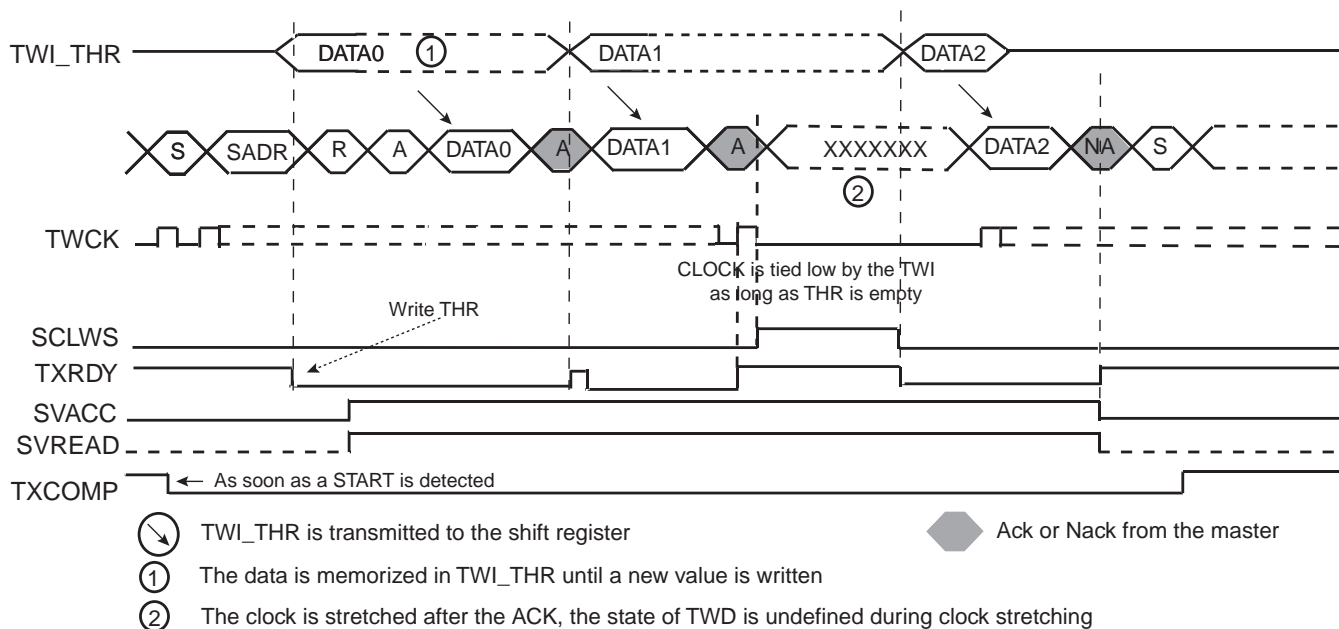 TWI_THR DATA0 1 DATA1 DATA2
S SADR R A DATA0 A DATA1 A XXXXXXX DATA2 NA S
2
TWCK
CLOCK is tied low by the TWI
as long as THR is empty
Write THR
SCLWS
TXRDY
SVACC
SVREAD
TXCOMP As soon as a START is detected
TWI_THR is transmitted to the shift register Ack or Nack from the master
1 The data is memorized in TWI_THR until a new value is written
2 The clock is stretched after the ACK, the state of TWD is undefined during clock stretching